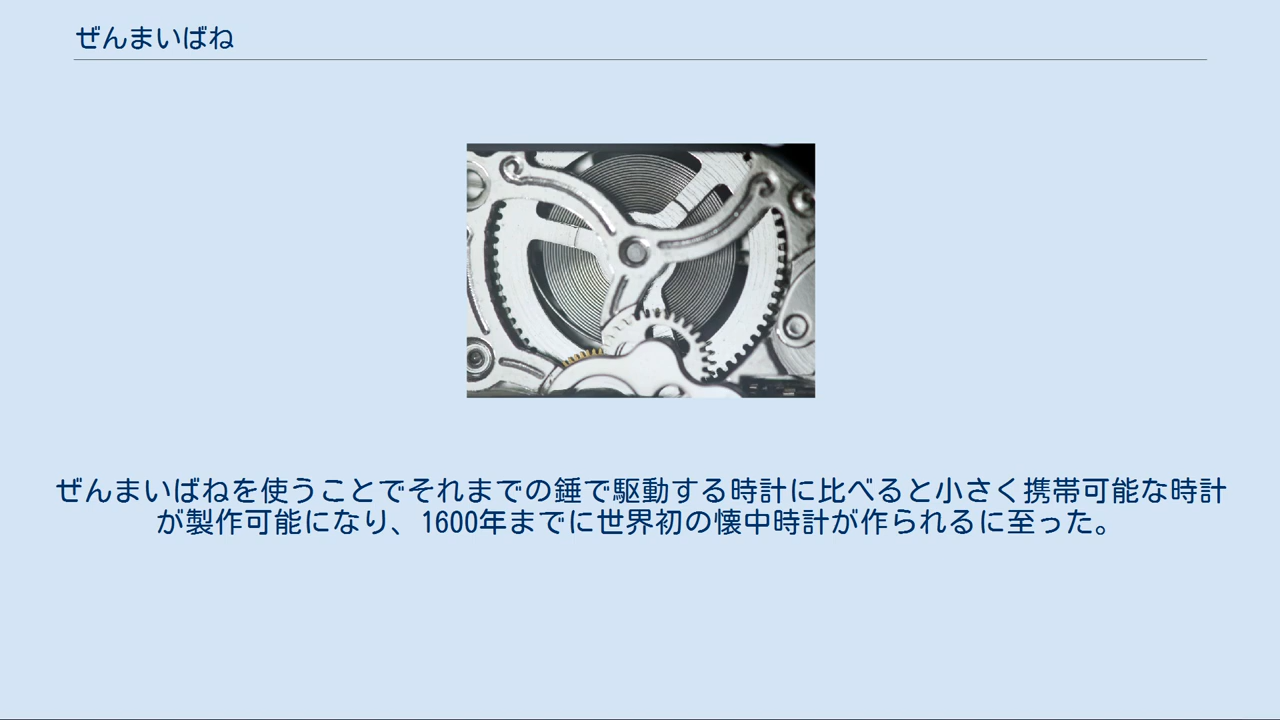 ぜんまいばね
ぜんまいばねを使うことでそれまでの錘で駆動する時計に比べると小さく携帯可能な時計
が製作可能になり、1600年までに世界初の懐中時計が作られるに至った。